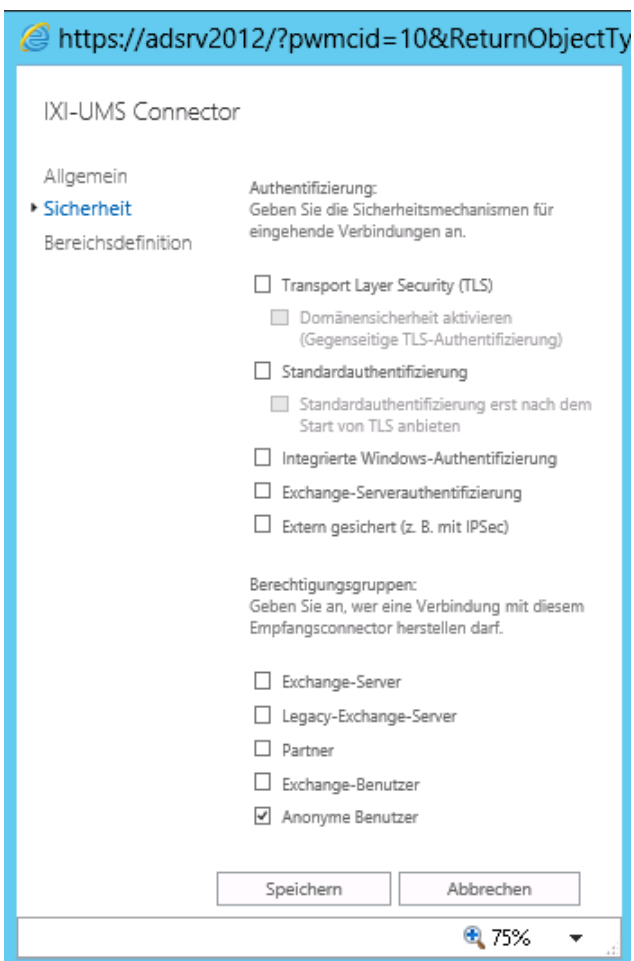 https://adsrv2012/?pwmcid=10&ReturnObjectTy
IXI-UMS Connector
Allgemein
Sicherheit
Bereichsdefinition
Authentifizierung:
Geben Sie die Sicherheitsmechanismen für
eingehende Verbindungen an.
Transport Layer Security (TLS)
Domänensicherheit aktivieren
(Gegenseitige TLS-Authentifizierung)
Standardauthentifizierung
Standardauthentifizierung erst nach dem
Start von TLS anbieten
Integrierte Windows-Authentifizierung
Exchange-Serverauthentifizierung
Extern gesichert (z. B. mit IPSec)
Berechtigungsgruppen:
Geben Sie an, wer eine Verbindung mit diesem
Empfangsconnector herstellen darf.
Exchange-Server
Legacy-Exchange-Server
Partner
Exchange-Benutzer
Anonyme Benutzer
Speichern
Abbrechen
75%